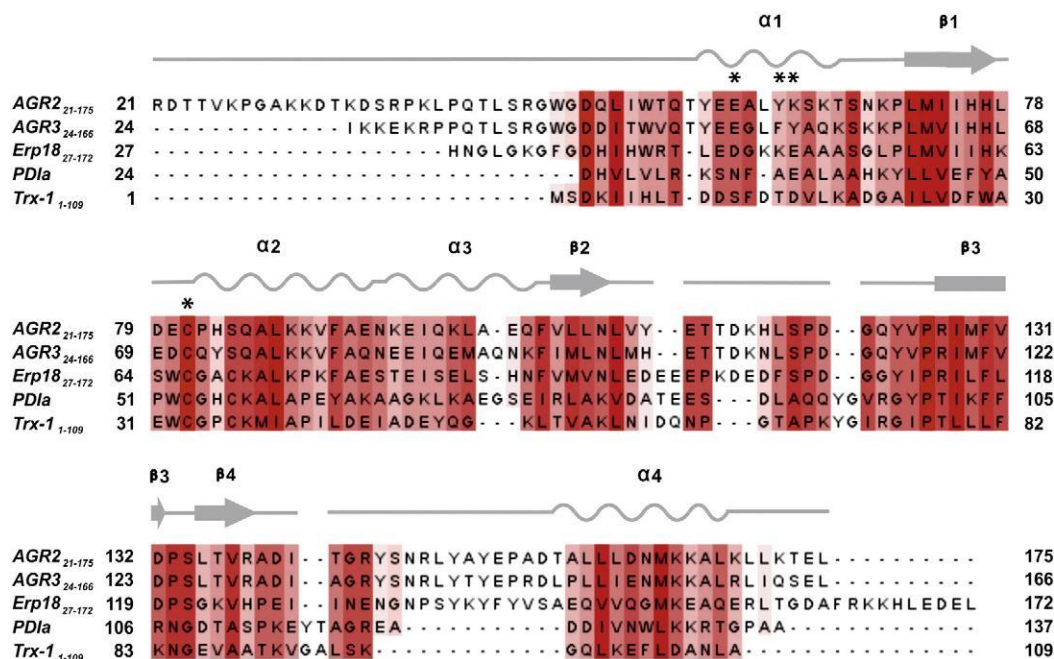 α1 β1
* **
AGR2 21-175 21 RDTTVKPGAKKDTKDSRPKLPQTLSRGWGDQLIWTQTYEEALYKSKTSNKPLMIIHHL 78
AGR3 24-166 24 -------------IKKEKRPPQTLSRGWGDDITWVQTYEEGLFYAQKSKKPLMVIHHL 68
Erp18 27-172 27 --------------------HNGLGKGFGDHIHWRT-LEDGKKEAAASGLPLMVIIHK 63
PDIa 24 -----------------------------DHVLVLR-KSNF-AEALAAHKYLLVEFYA 50
Trx-1 1-109 1 ---------------------------MSDKIIHLT-DDSFDTDVLKADGAILVDFWA 30
α2 α3 β2 β3
*
AGR2 21-175 79 DECPHSQALKKVFAENKEIQKLA-EQFVLLNLVY--ETTDKHLSPD--GQYVPRIMFV 131
AGR3 24-166 69 EDCQYSQALKKVFAQNEEIQEMAQNKFIMLNLMH--ETTDKNLSPD--GQYVPRIMFV 122
Erp18 27-172 64 SWCGACKALKPKFAESTEISELS-HNFVMVNLEDEEEPKDEDFSPD--GGYIPRILFL 118
PDIa 51 PWCGHCKALAPEYAKAAGKLKAEGSEIRLAKVDATEES---DLAQQYGVRGYPTIKFF 105
Trx-1 1-109 31 EWCGPCKMIAPILDEIADEYQG---KLTVAKLNIDQNP---GTAPKYGIRGIPTLLLF 82
β3 β4 α4
AGR2 21-175 132 DPSLTVRADI--TGRYSNRLYAYEPADTALLLDNMKKALKLLKTEL---------- 175
AGR3 24-166 123 DPSLTVRADI--AGRYSNRLYTYEPRDLPLLIENMKKALRLIQSEL---------- 166
Erp18 27-172 119 DPSGKVHPEI--INENGNPSYKYFYVSAEQVVQGMKEAQERLTGDAFRKKHLEDEL 172
PDIa 106 RNGDTASPKEYTAGREA-----------DDIVNWLKKRTGPAA------------- 137
Trx-1 1-109 83 KNGEVAATKVGALSK-------------GQLKEFLDANLA---------------- 109